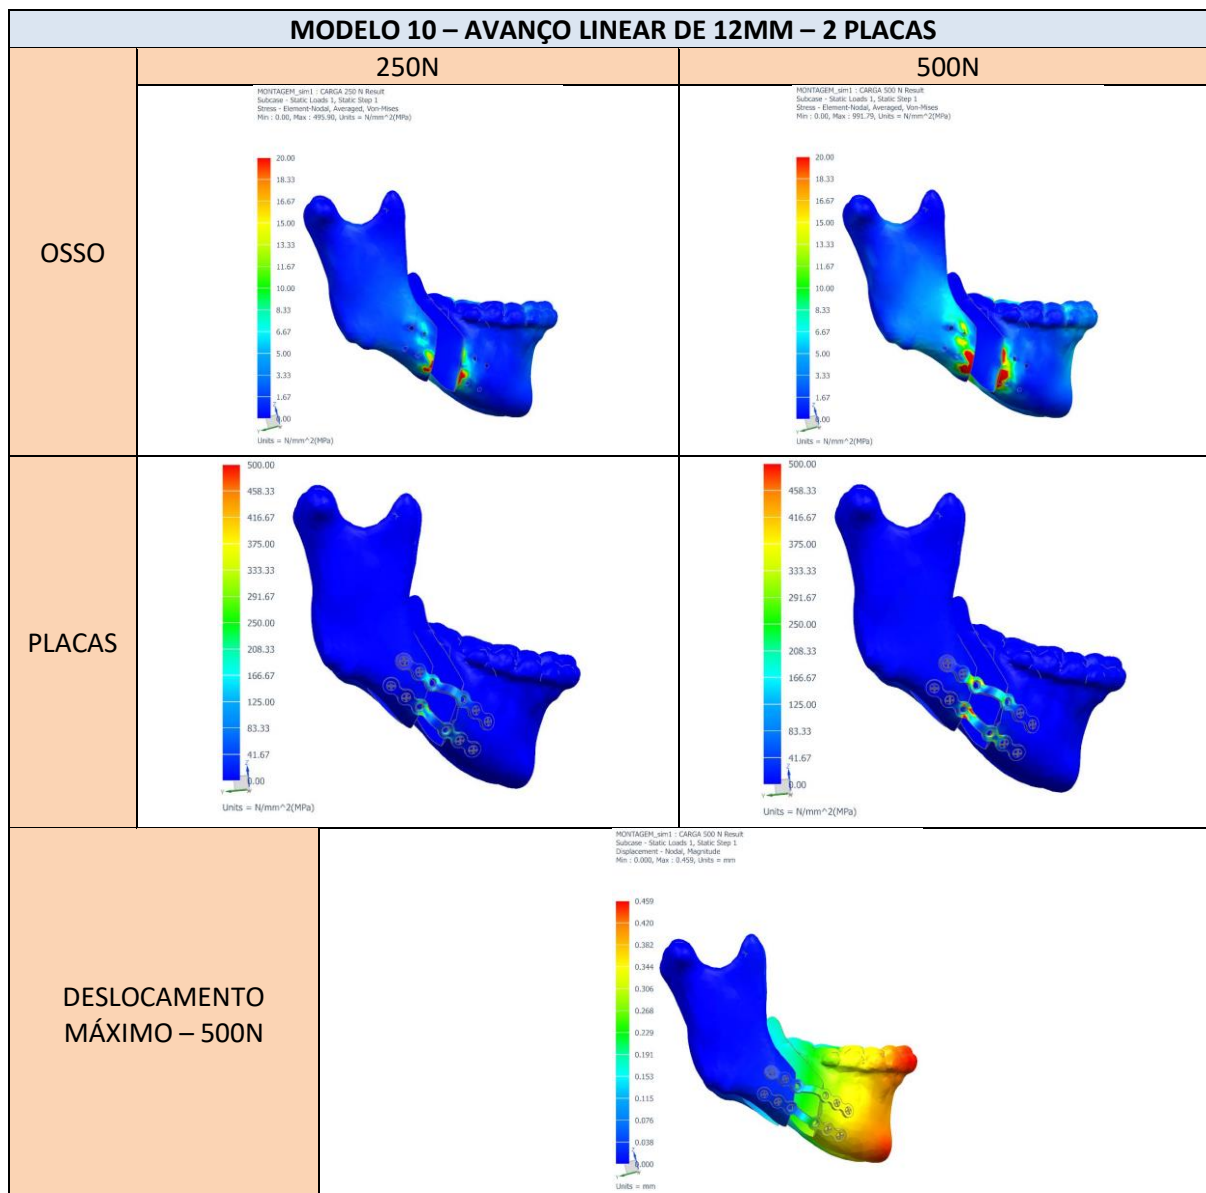 MODELO 10 – AVANÇO LINEAR DE 12MM – 2 PLACAS
250N
500N
OSSO
MONTAGEM_sim1 : CARGA 250 N Result
Subcase - Static Loads 1, Static Step 1
Stress - Element-Nodal, Averaged, Von-Mises
Min : 0.00, Max : 495.90, Units = N/mm^2(MPa)
20.00
18.33
16.67
15.00
13.33
11.67
10.00
8.33
6.67
5.00
3.33
1.67
0.00
Units = N/mm^2(MPa)
MONTAGEM_sim1 : CARGA 500 N Result
Subcase - Static Loads 1, Static Step 1
Stress - Element-Nodal, Averaged, Von-Mises
Min : 0.00, Max : 991.79, Units = N/mm^2(MPa)
20.00
18.33
16.67
15.00
13.33
11.67
10.00
8.33
6.67
5.00
3.33
1.67
0.00
Units = N/mm^2(MPa)
PLACAS
500.00
458.33
416.67
375.00
333.33
291.67
250.00
208.33
166.67
125.00
83.33
41.67
0.00
Units = N/mm^2(MPa)
500.00
458.33
416.67
375.00
333.33
291.67
250.00
208.33
166.67
125.00
83.33
41.67
0.00
Units = N/mm^2(MPa)
DESLOCAMENTO
MÁXIMO – 500N
MONTAGEM_sim1 : CARGA 500 N Result
Subcase - Static Loads 1, Static Step 1
Displacement - Nodal, Magnitude
Min : 0.000, Max : 0.459, Units = mm
0.459
0.420
0.382
0.344
0.306
0.268
0.229
0.191
0.153
0.115
0.076
0.038
0.000
Units = mm